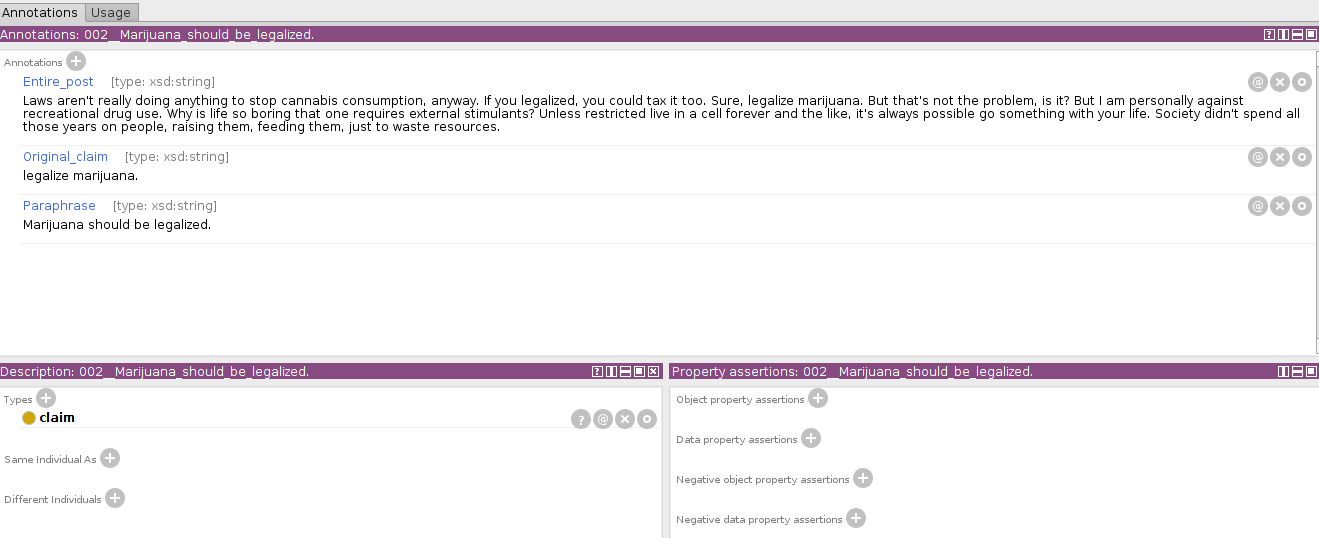 Annotations Usage
Annotations: 002__Marijuana_should_be_legalized.
Annotations
Entire_post [type: xsd:string]
Laws aren't really doing anything to stop cannabis consumption, anyway. If you legalized, you could tax it too. Sure, legalize marijuana. But that's not the problem, is it? But I am personally against
recreational drug use. Why is life so boring that one requires external stimulants? Unless restricted live in a cell forever and the like, it's always possible go something with your life. Society didn't spend all
those years on people, raising them, feeding them, just to waste resources.
Original_claim [type: xsd:string]
legalize marijuana.
Paraphrase [type: xsd:string]
Marijuana should be legalized.
Description: 002__Marijuana_should_be_legalized.
Types
claim
Same Individual As
Different Individuals
Property assertions: 002__Marijuana_should_be_legalized.
Object property assertions
Data property assertions
Negative object property assertions
Negative data property assertions